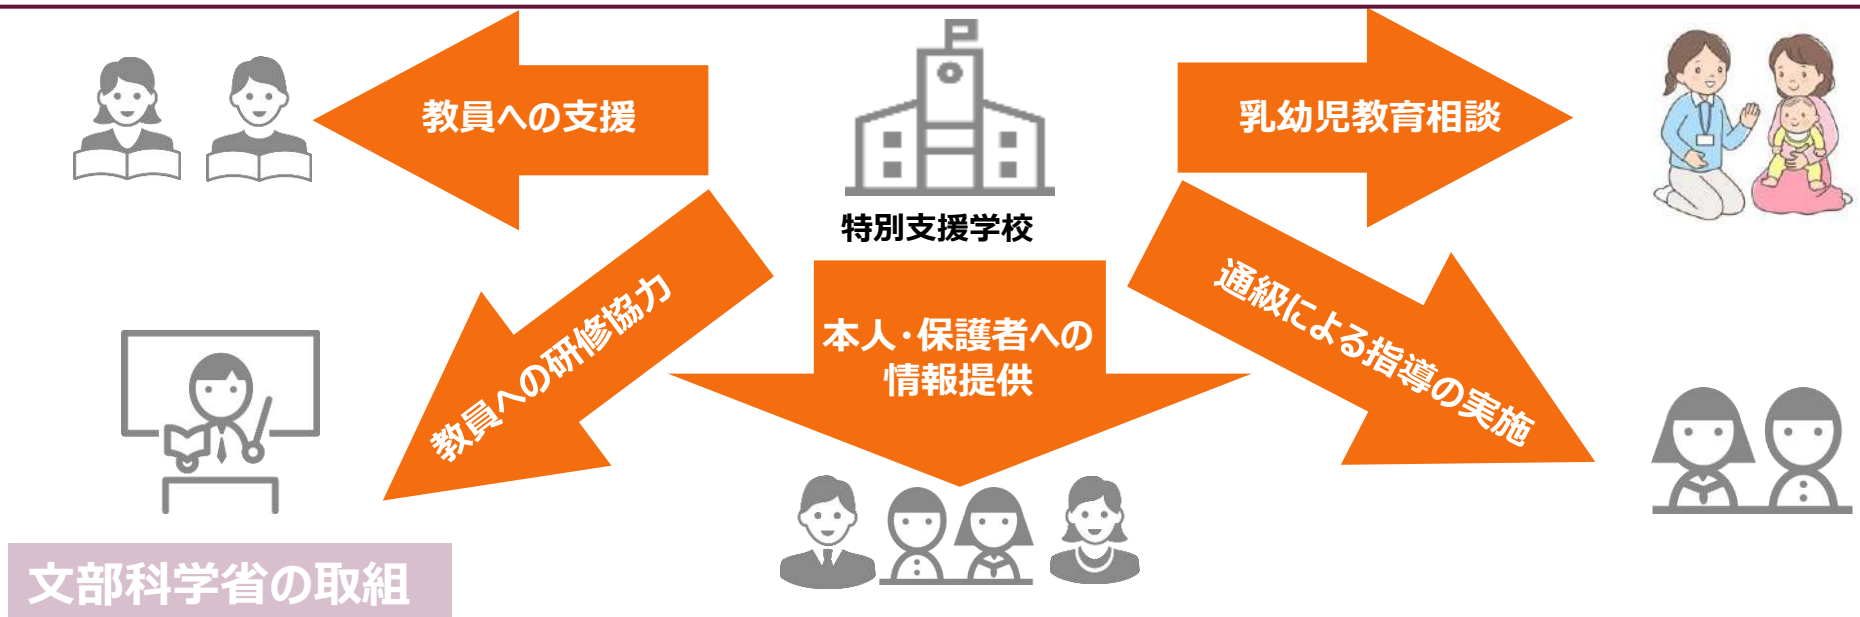 教員への支援
乳幼児教育相談
特別支援学校
教員への研修協力
本人・保護者への
情報提供
通級による指導の実施
文部科学省の取組